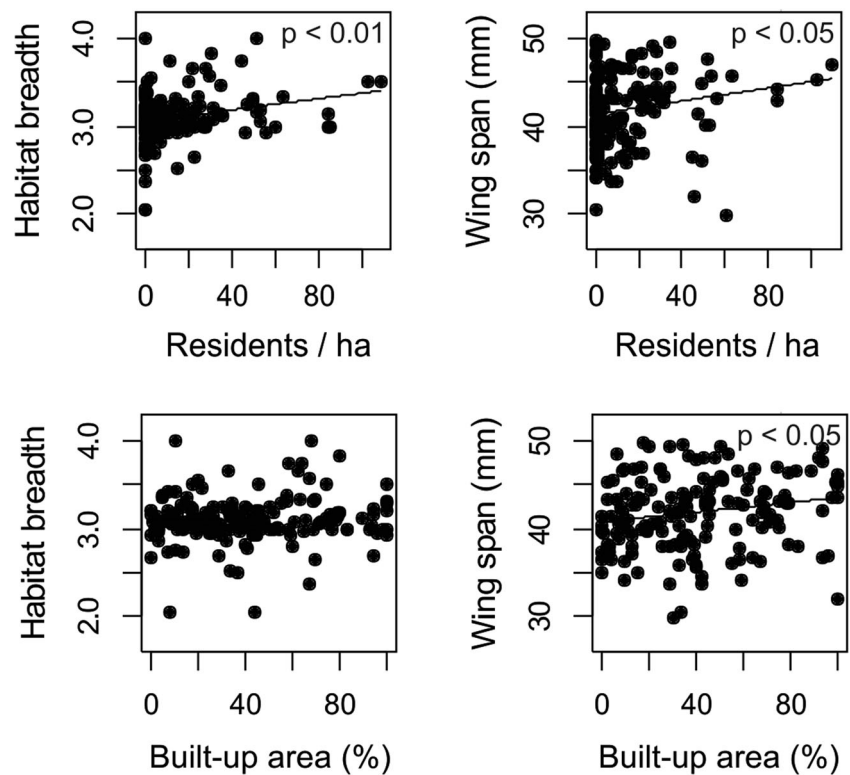 Habitat breadth
4.0
3.0
2.0
p < 0.01
0 40 80
Residents / ha
Wing span (mm)
50
40
30
p < 0.05
0 40 80
Residents / ha
Habitat breadth
4.0
3.0
2.0
0 40 80
Built-up area (%)
Wing span (mm)
50
40
30
p < 0.05
0 40 80
Built-up area (%)